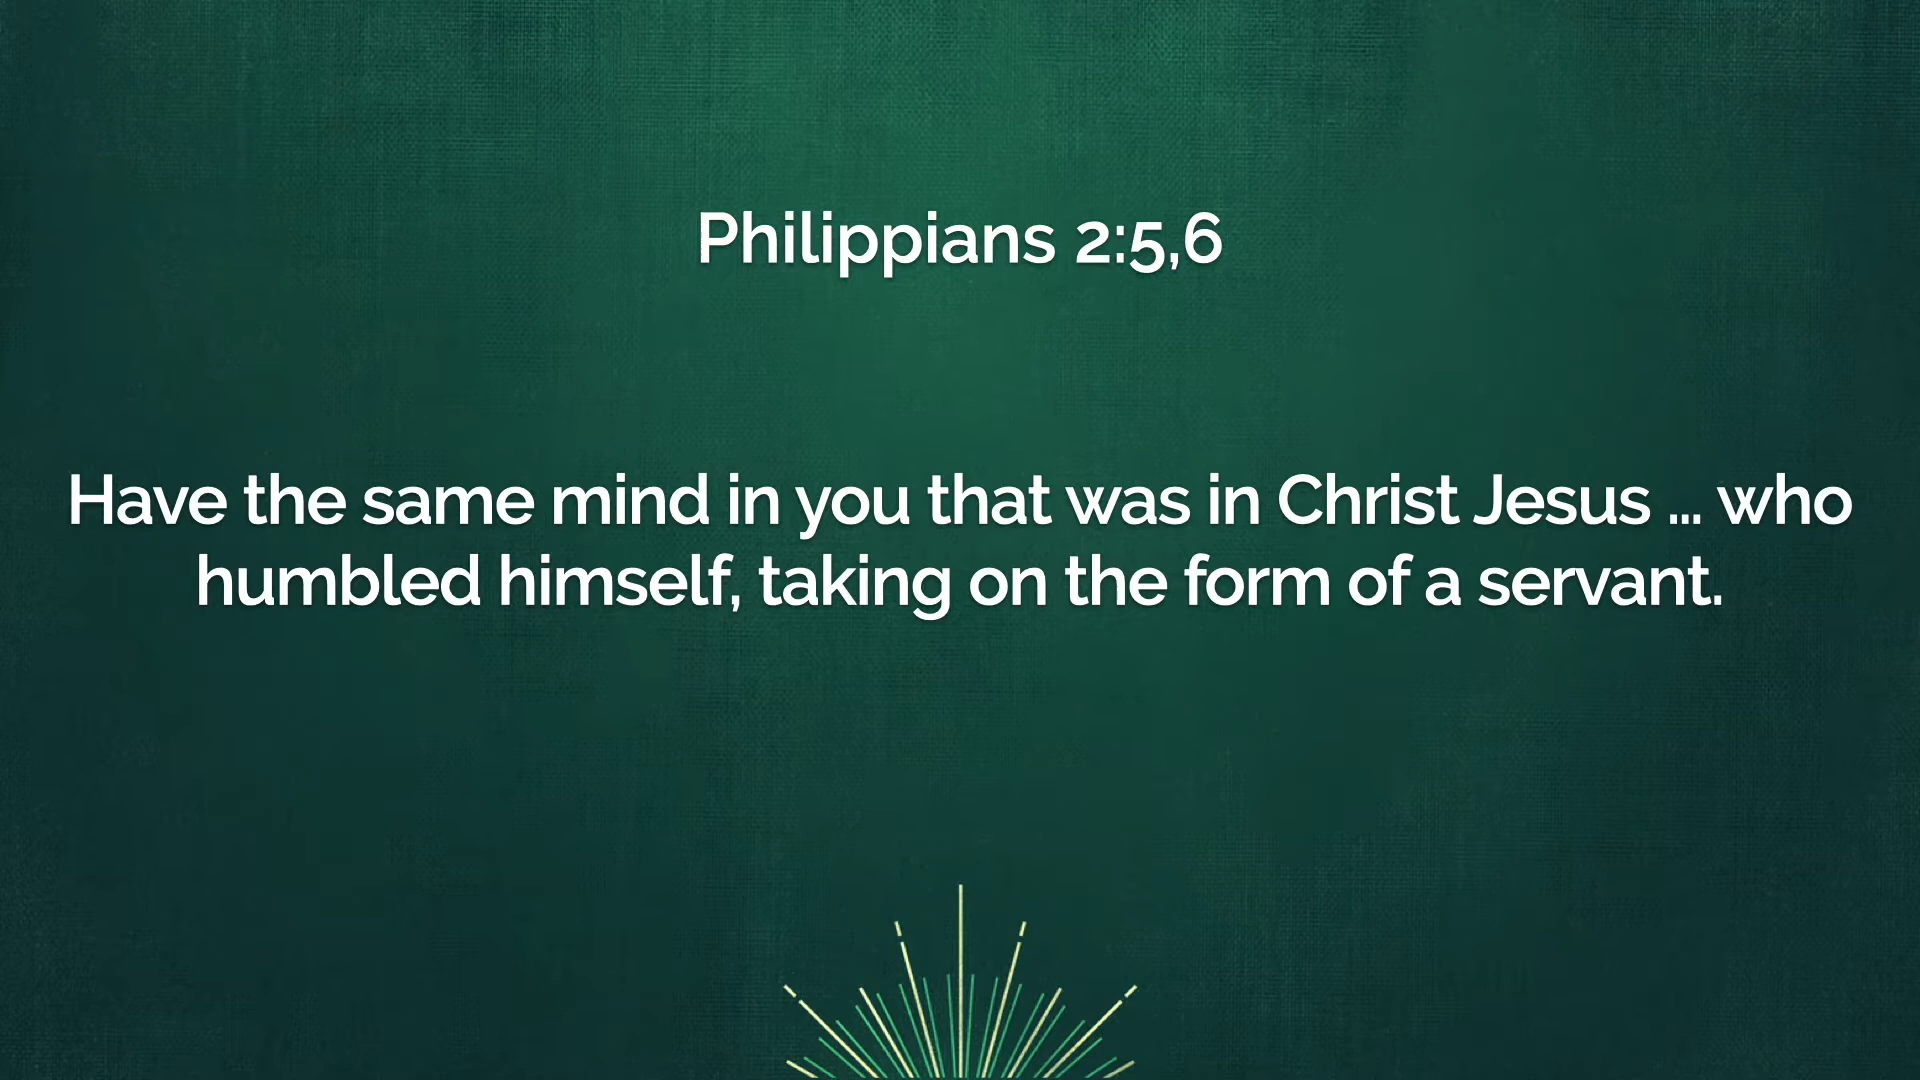 Philippians 2:5,6
Have the same mind in you that was in Christ Jesus ... who
humbled himself, taking on the form of a servant.